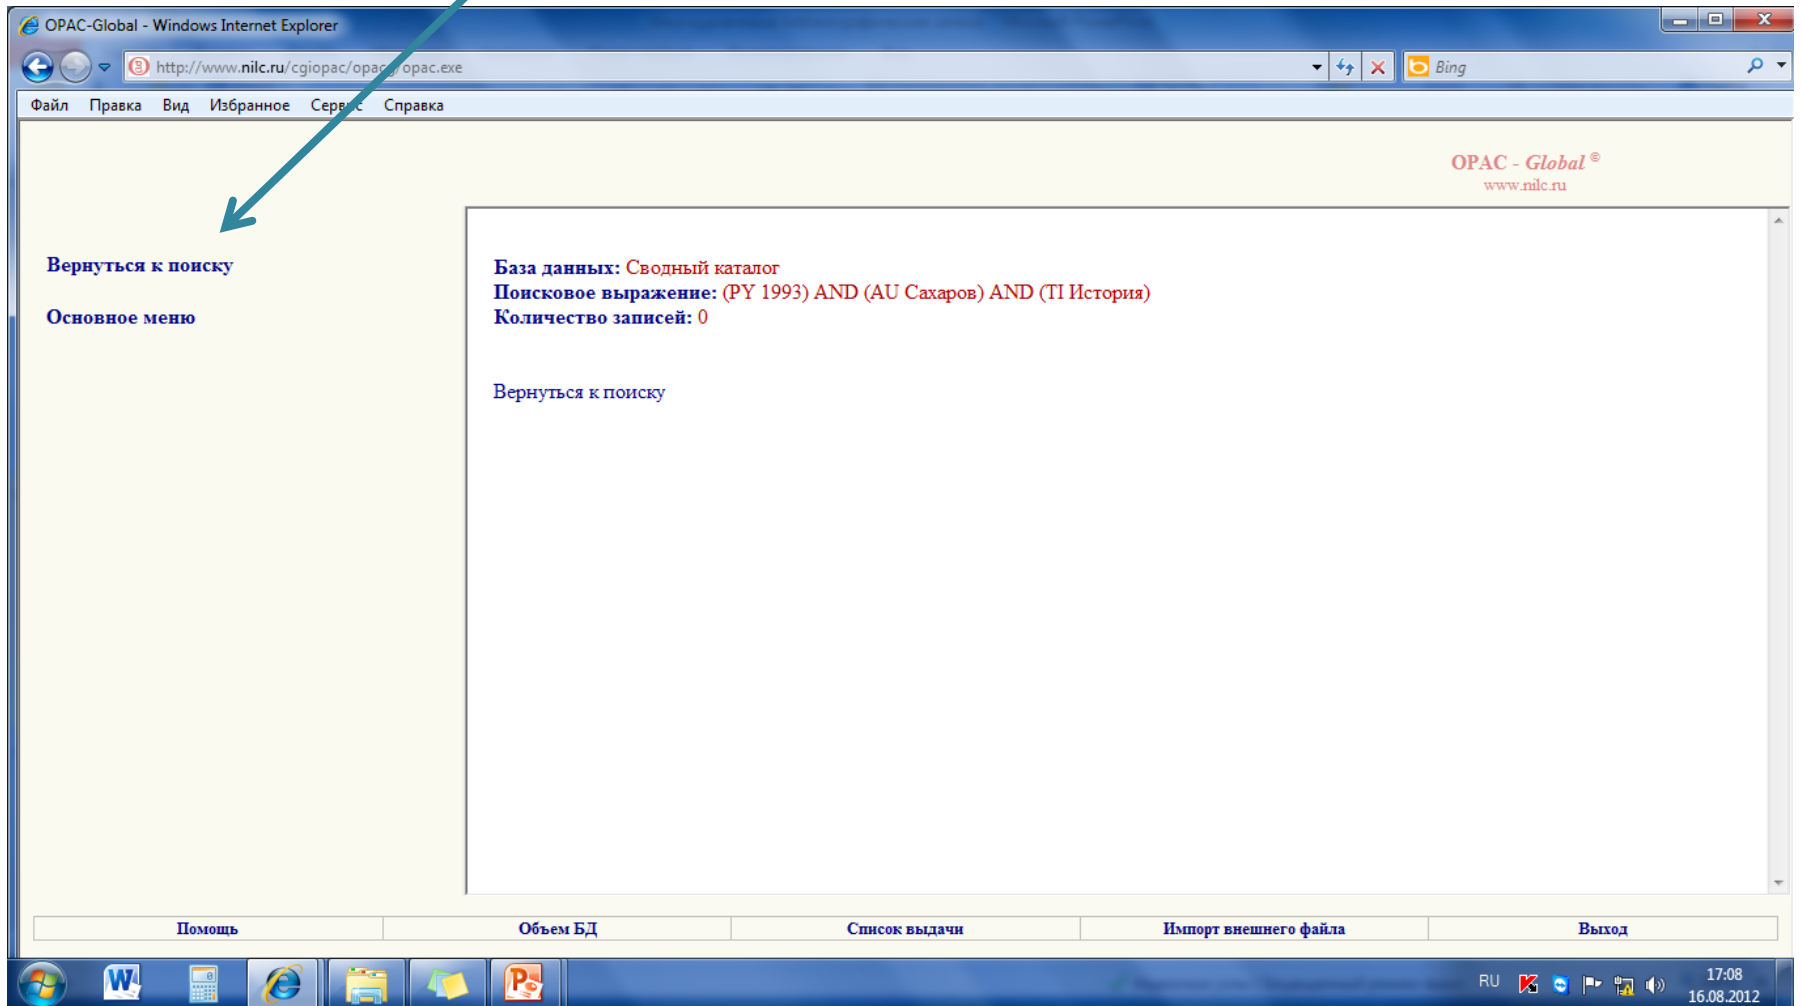 OPAC-Global - Windows Internet Explorer
http://www.nilc.ru/cgiopac/opacg/opac.exe
Bing
Файл Правка Вид Избранное Сервис Справка
OPAC - Global ©
www.nilc.ru
Вернуться к поиску
Основное меню
База данных: Сводный каталог
Поисковое выражение: (PY 1993) AND (AU Сахаров) AND (TI История)
Количество записей: 0
Вернуться к поиску
Помощь Объем БД Список выдачи Импорт внешнего файла Выход
RU 17:08
16.08.2012